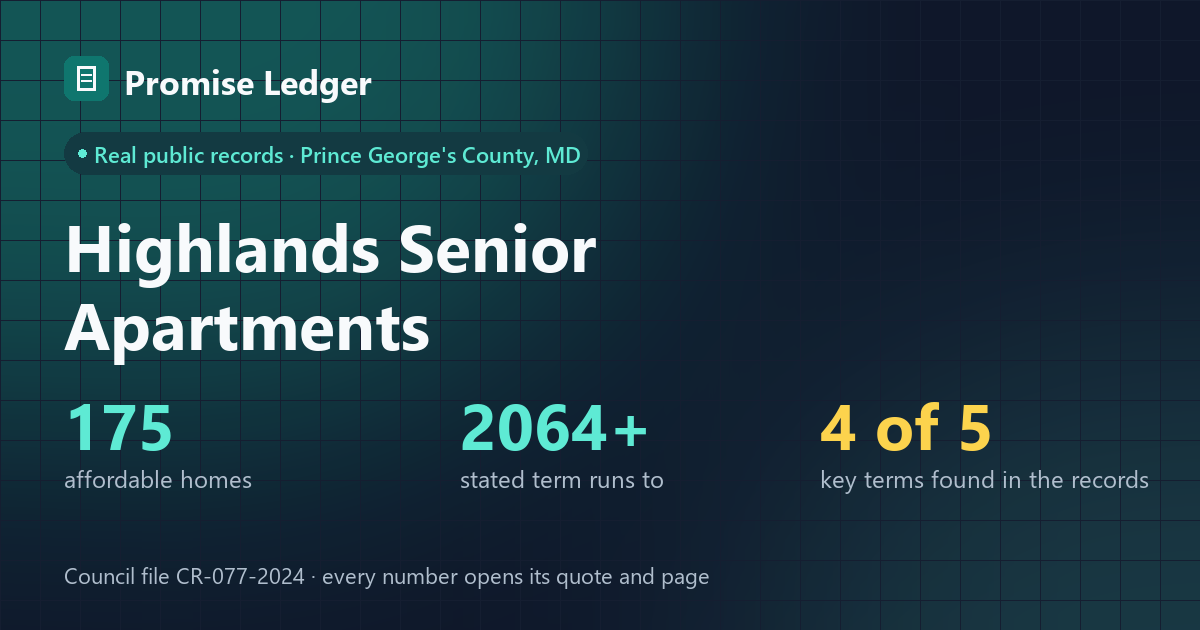 Promise Ledger
Real public records · Prince George's County, MD
Highlands Senior
Apartments
175
affordable homes
2064+
stated term runs to
4 of 5
key terms found in the records
Council file CR-077-2024 · every number opens its quote and page